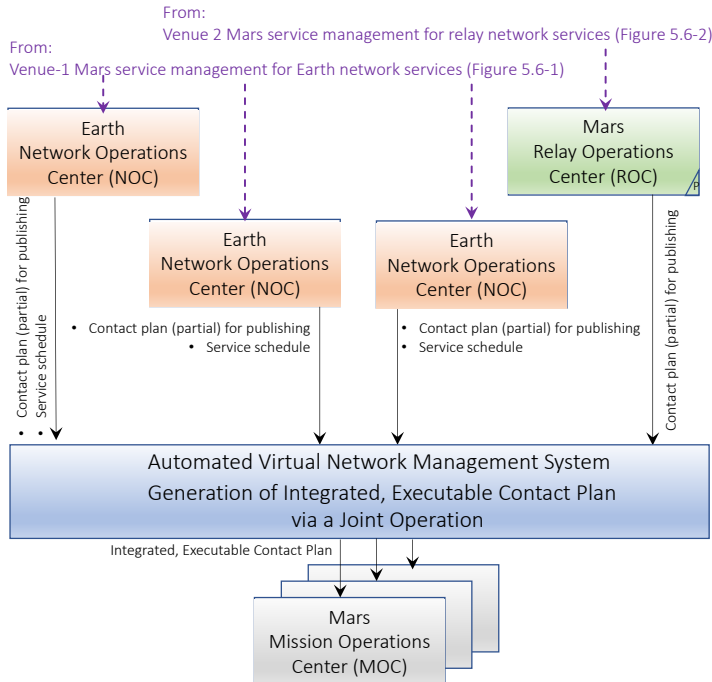 From:
Venue 2 Mars service management for relay network services (Figure 5.6-2)
From:
Venue-1 Mars service management for Earth network services (Figure 5.6-1)
Earth
Network Operations
Center (NOC)
Mars
Relay Operations
Center (ROC)
P
Earth
Network Operations
Center (NOC)
Earth
Network Operations
Center (NOC)
• Contact plan (partial) for publishing
• Service schedule
• Contact plan (partial) for publishing
• Service schedule
• Contact plan (partial) for publishing
• Service schedule
Contact plan (partial) for publishing
Automated Virtual Network Management System
Generation of Integrated, Executable Contact Plan
via a Joint Operation
Integrated, Executable Contact Plan
Mars
Mission Operations
Center (MOC)